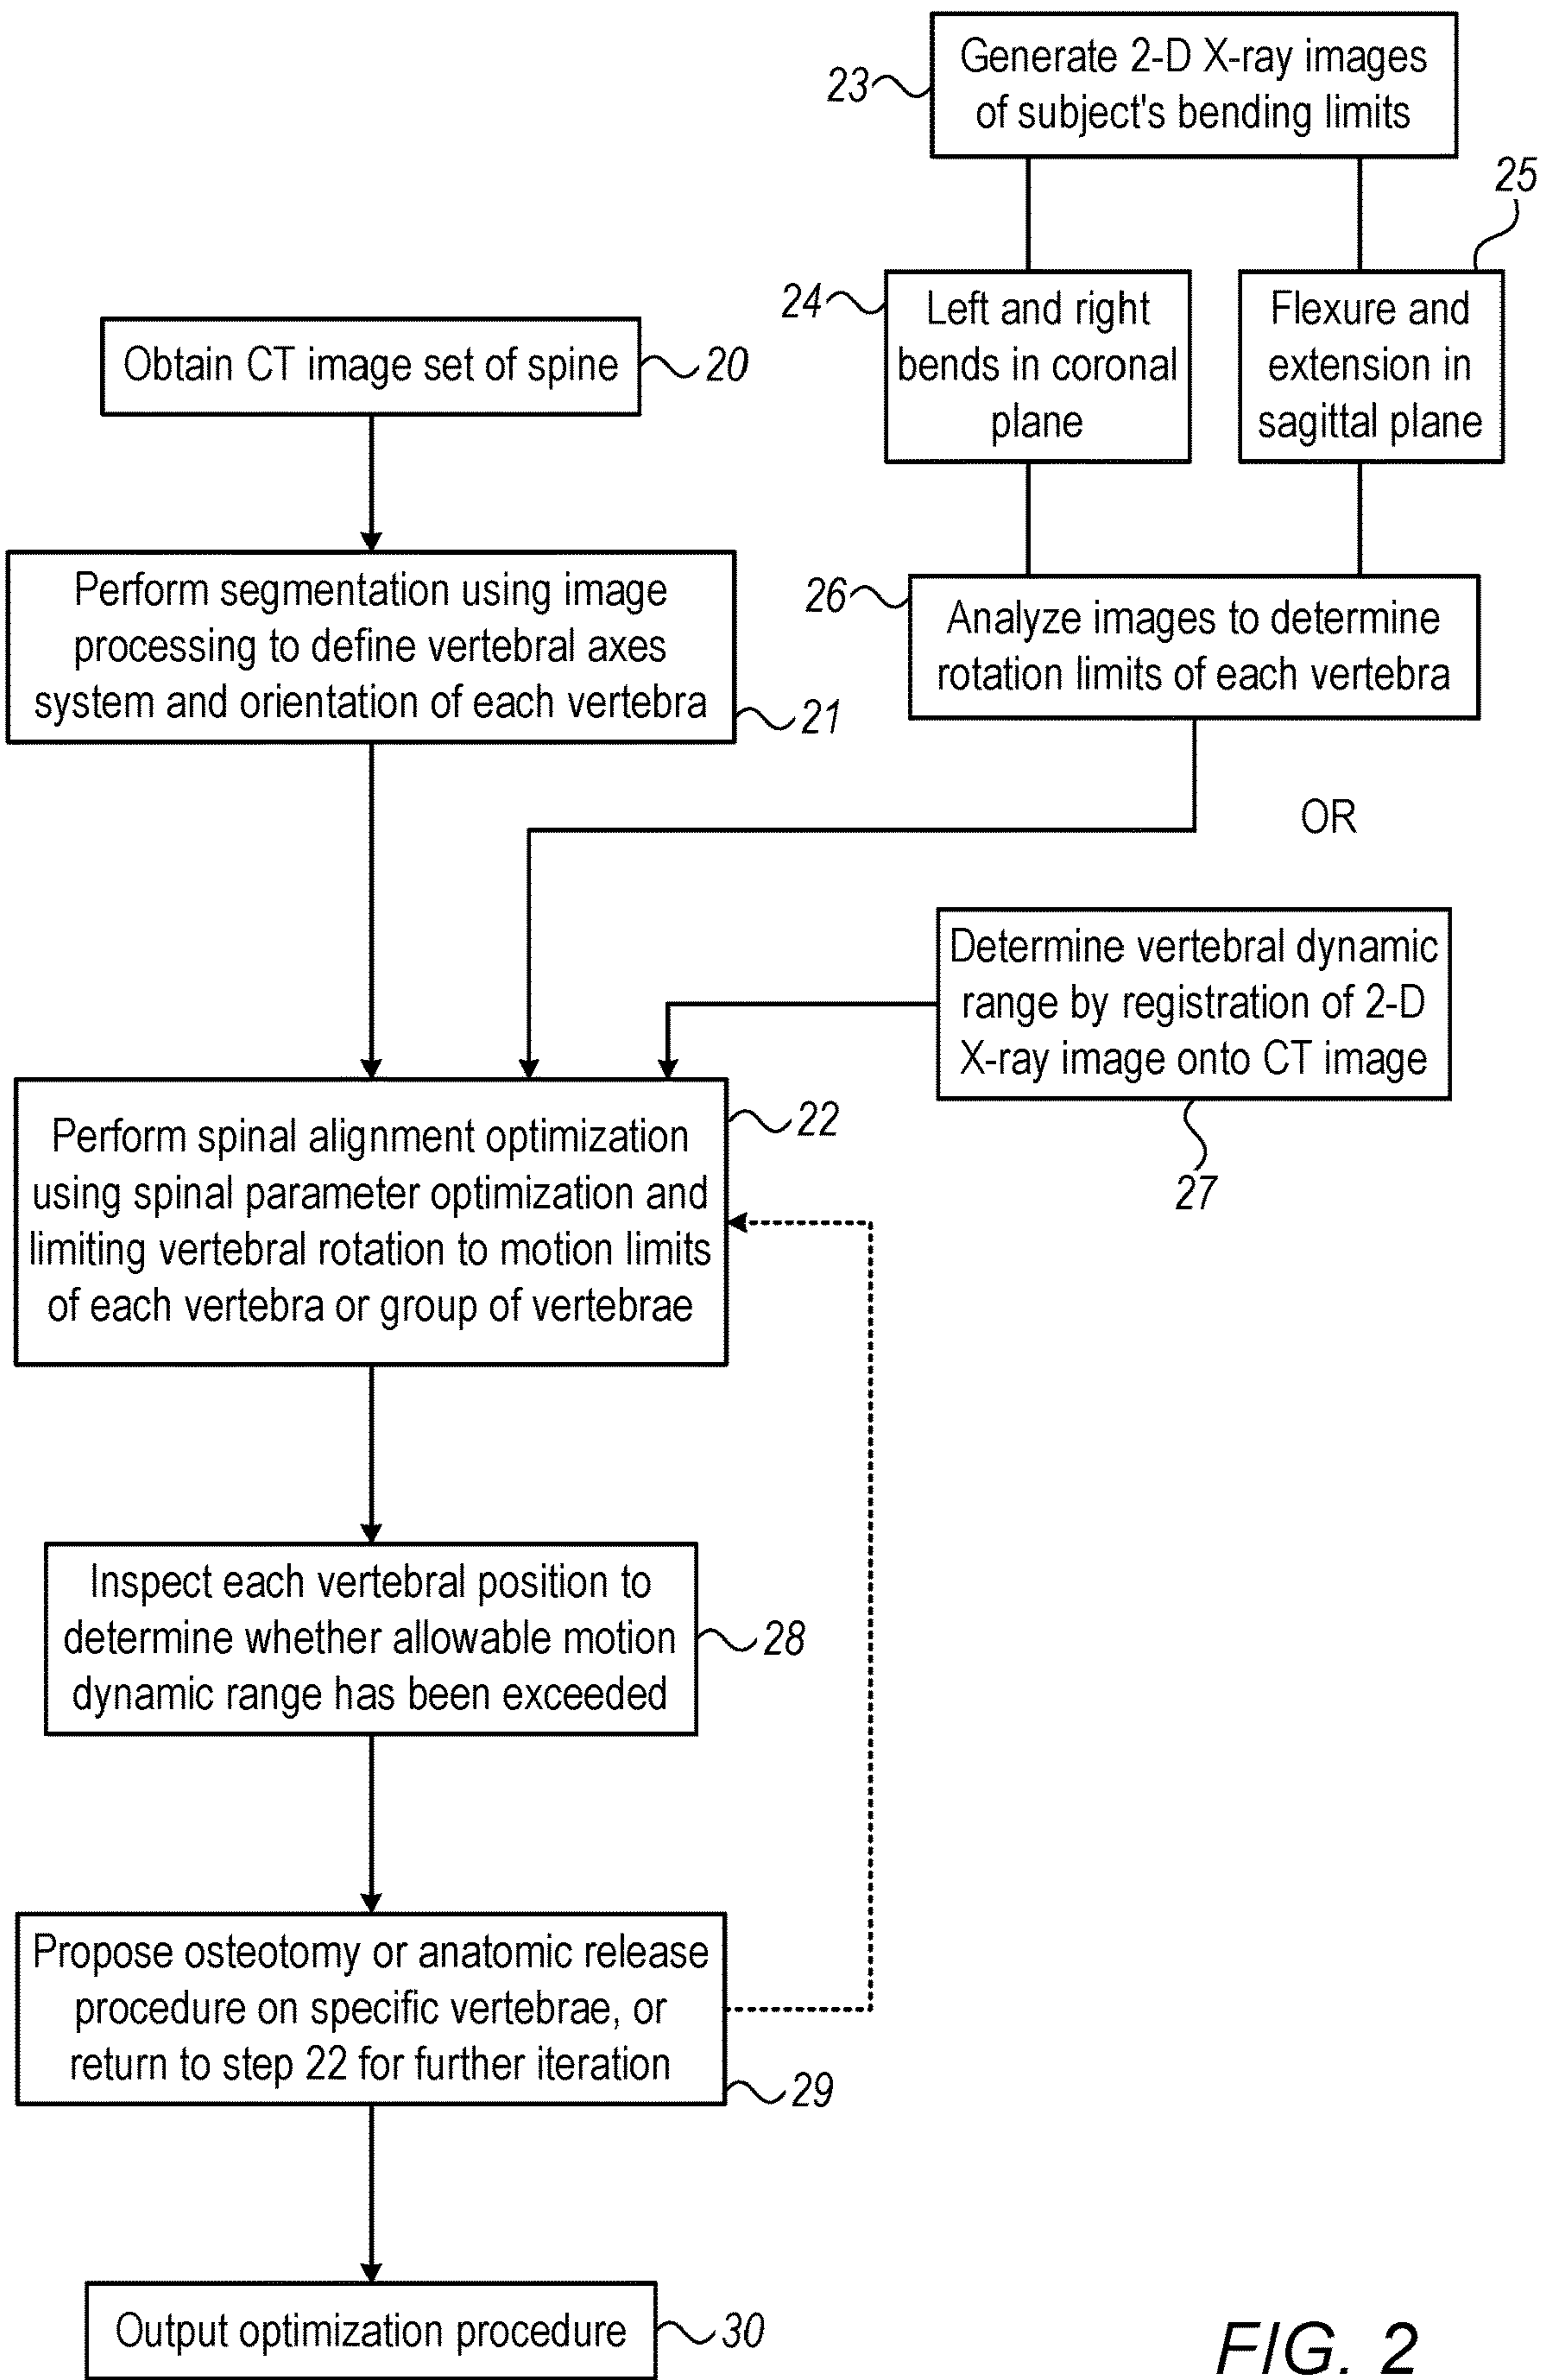 Generate 2-D X-ray images
of subject's bending limits
23
25
24
Left and right
bends in coronal
plane
Flexure and
extension in
sagittal plane
Obtain CT image set of spine
20
Perform segmentation using image
processing to define vertebral axes
system and orientation of each vertebra
21
26
Analyze images to determine
rotation limits of each vertebra
OR
Determine vertebral dynamic
range by registration of 2-D
X-ray image onto CT image
27
Perform spinal alignment optimization
using spinal parameter optimization and
limiting vertebral rotation to motion limits
of each vertebra or group of vertebrae
22
Inspect each vertebral position to
determine whether allowable motion
dynamic range has been exceeded
28
Propose osteotomy or anatomic release
procedure on specific vertebrae, or
return to step 22 for further iteration
29
Output optimization procedure
30
FIG. 2